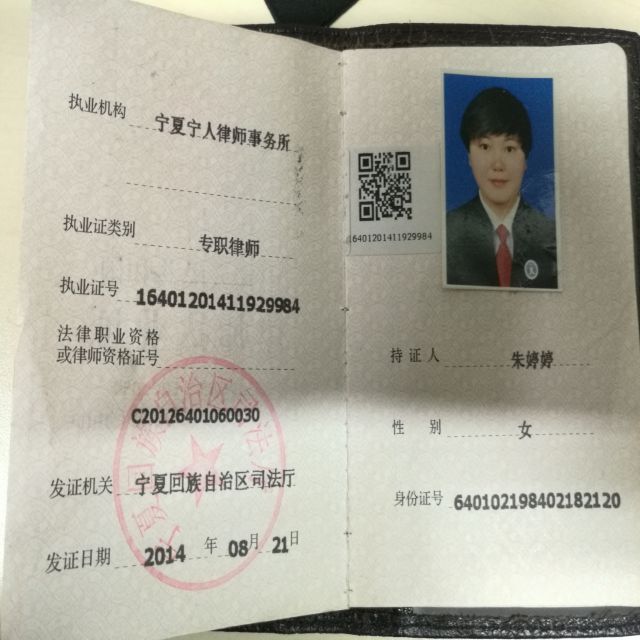 执业机构 宁夏宁人律师事务所
执业证类别 专职律师
执业证号 16401201411929984
法律职业资格
或律师资格证号
C20126401060030
发证机关 宁夏回族自治区司法厅
发证日期 2014 年 08 月 21 日
宁夏回族自治区司法厅
16401201411929984
持证人 朱婷婷
性别 女
身份证号 640102198402182120